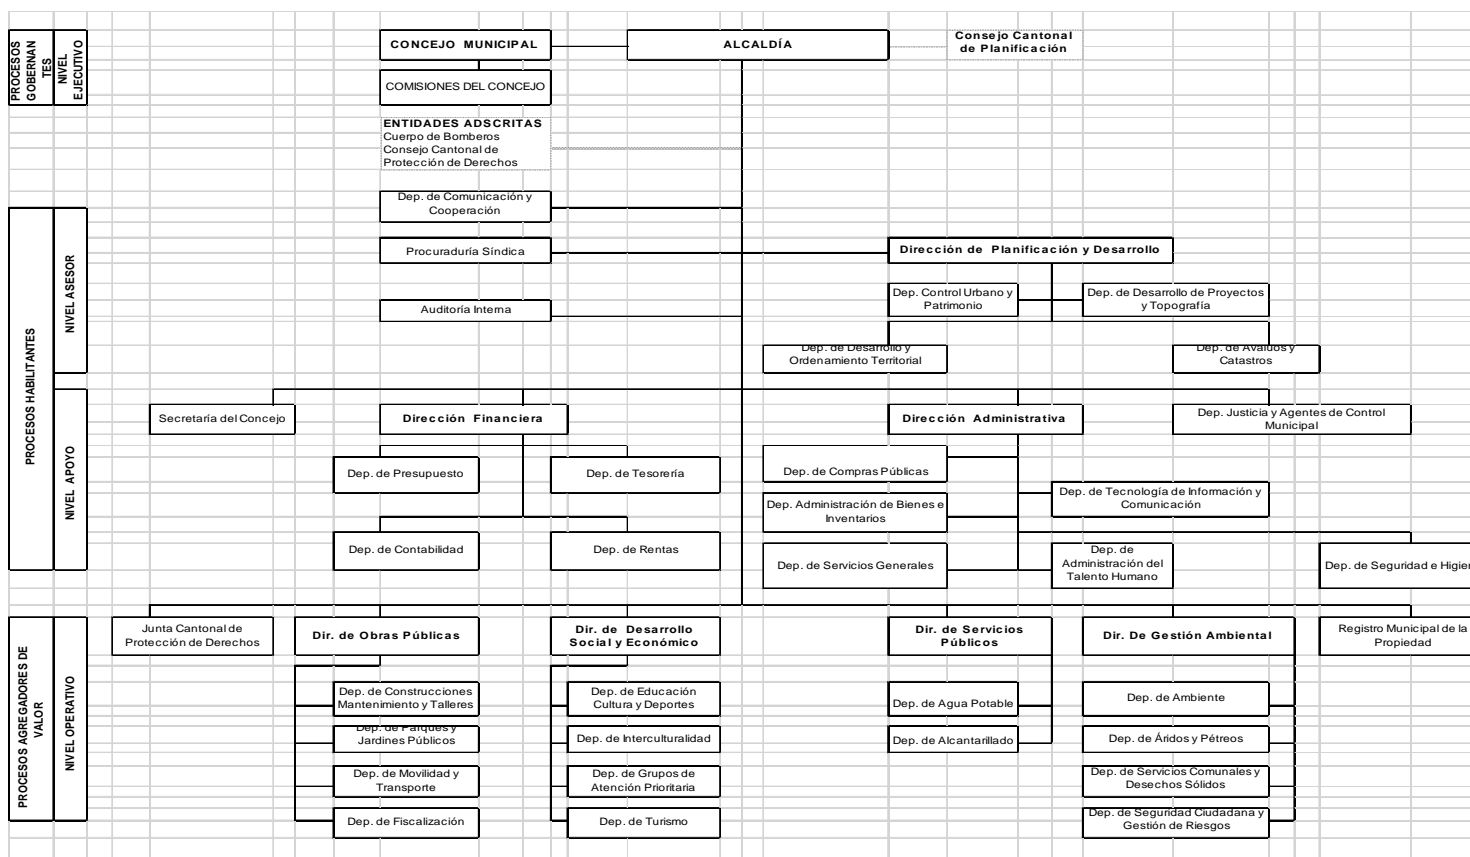 PROCESOS
GOBERNAN
TES
NIVEL
EJECUTIVO
CONCEJO MUNICIPAL
ALCALDÍA
Consejo Cantonal
de Planificación
COMISIONES DEL CONCEJO
ENTIDADES ADSCRITAS
Cuerpo de Bomberos
Consejo Cantonal de
Protección de Derechos
PROCESOS HABILITANTES
NIVEL ASESOR
Dep. de Comunicación y
Cooperación
Procuraduría Síndica
Dirección de Planificación y Desarrollo
Auditoría Interna
Dep. Control Urbano y
Patrimonio
Dep. de Desarrollo de Proyectos
y Topografía
Dep. de Desarrollo y
Ordenamiento Territorial
Dep. de Avalúos y
Catastros
NIVEL APOYO
Secretaría del Concejo
Dirección Financiera
Dirección Administrativa
Dep. Justicia y Agentes de Control
Municipal
Dep. de Presupuesto
Dep. de Tesorería
Dep. de Compras Públicas
Dep. de Tecnología de Información y
Comunicación
Dep. Administración de Bienes e
Inventarios
Dep. de Contabilidad
Dep. de Rentas
Dep. de Servicios Generales
Dep. de
Administración del
Talento Humano
Dep. de Seguridad e Higien
PROCESOS AGREGADORES DE
VALOR
NIVEL OPERATIVO
Junta Cantonal de
Protección de Derechos
Dir. de Obras Públicas
Dir. de Desarrollo
Social y Económico
Dir. de Servicios
Públicos
Dir. De Gestión Ambiental
Registro Municipal de la
Propiedad
Dep. de Construcciones
Mantenimiento y Talleres
Dep. de Educación
Cultura y Deportes
Dep. de Agua Potable
Dep. de Ambiente
Dep. de Parques y
Jardines Públicos
Dep. de Interculturalidad
Dep. de Alcantarillado
Dep. de Áridos y Pétreos
Dep. de Movilidad y
Transporte
Dep. de Grupos de
Atención Prioritaria
Dep. de Servicios Comunales y
Desechos Sólidos
Dep. de Fiscalización
Dep. de Turismo
Dep. de Seguridad Ciudadana y
Gestión de Riesgos